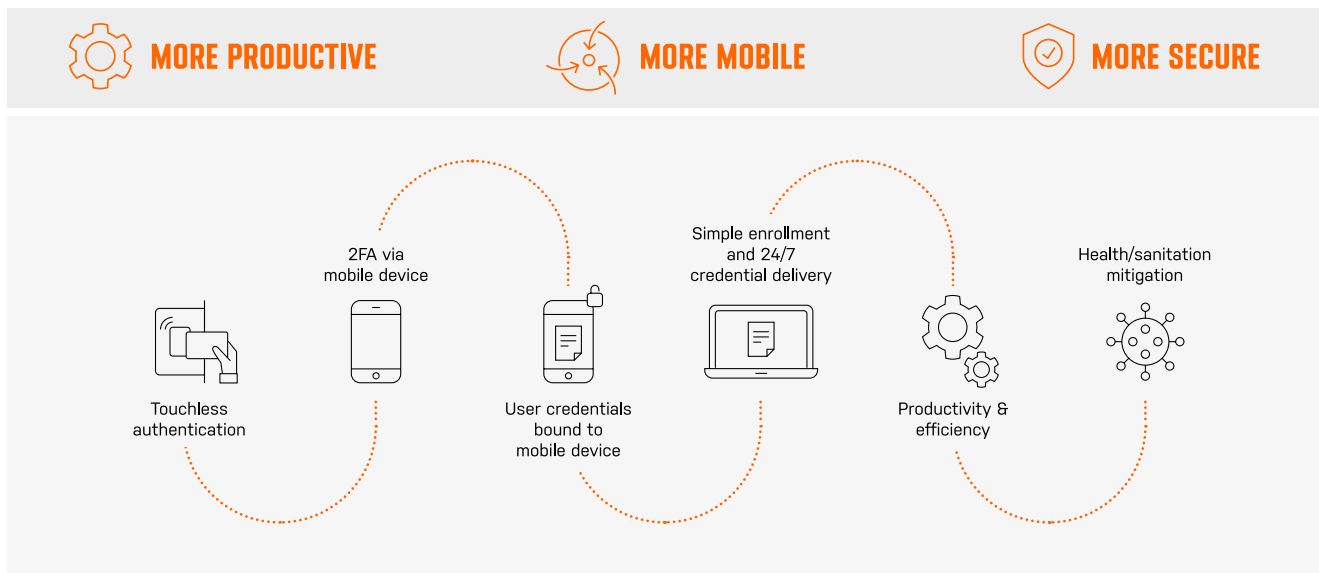 MORE PRODUCTIVE
MORE MOBILE
MORE SECURE
Touchless
authentication
2FA via
mobile device
User credentials
bound to
mobile device
Simple enrollment
and 24/7
credential delivery
Productivity &
efficiency
Health/sanitation
mitigation